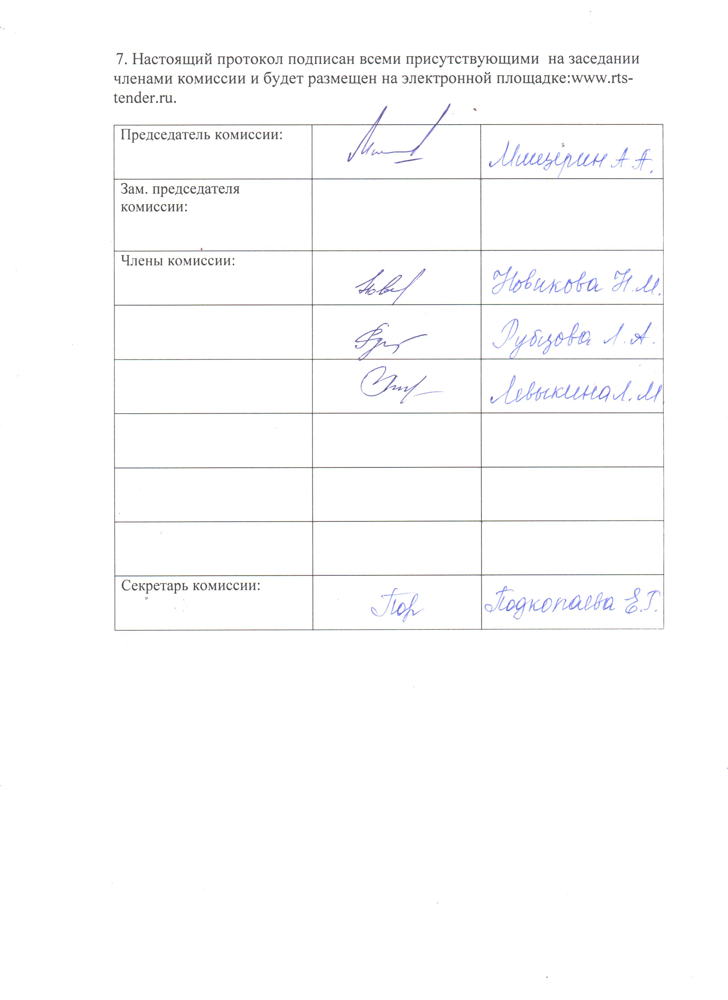 7. Настоящий протокол подписан всеми присутствующими на заседании
членами комиссии и будет размещен на электронной площадке:www.rts-
tender.ru.
Председатель комиссии:
А.А.
Зам. председателя
комиссии:
Члены комиссии:
Новикова Н.М.
Рубцова Л.А.
Левыкина Л.М.
Секретарь комиссии:
Подкопаева Е.Г.